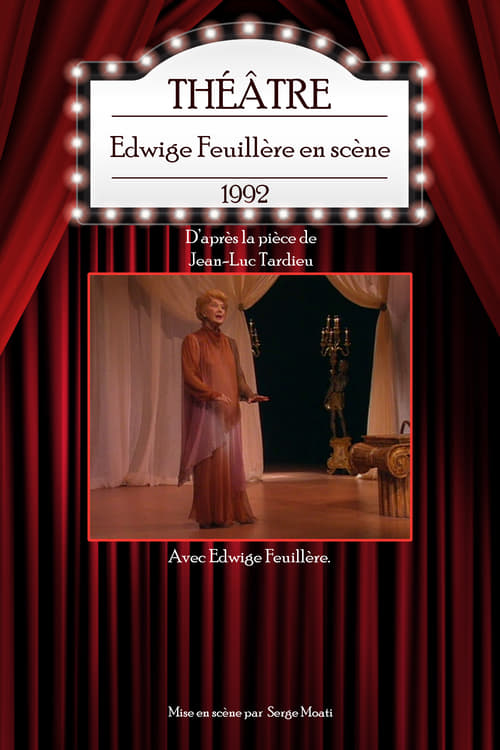 THÉÂTRE
Edwige Feuillère en scène
1992
D'après la pièce de
Jean-Luc Tardieu
Avec Edwige Feuillère.
Mise en scène par Serge Moati